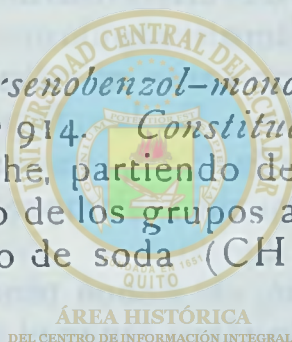 UNIVERSIDAD CENTRAL DEL ECUADOR
rsenobenzol-mono
914. Constitu
he, partiendo de
o de los grupos a
o de soda (CH
QUITO
ÁREA HISTÓRICA
DEL CENTRO DE INFORMACIÓN INTEGRAL